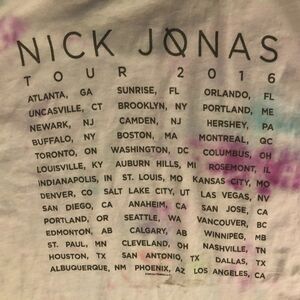 NICK JONAS
TOUR 2016
ATLANTA, GA SUNRISE, FL ORLANDO, FL
UNCASVILLE, CT BROOKLYN, NY PORTLAND, ME
NEWARK, NJ CAMDEN, NJ HERSHEY, PA
BUFFALO, NY BOSTON, MA MONTREAL, QC
TORONTO, ON WASHINGTON, DC COLUMBUS, OH
LOUISVILLE, KY AUBURN HILLS, MI ROSEMONT, IL
INDIANAPOLIS, IN ST. LOUIS, MO KANSAS CITY, MO
DENVER, CO SALT LAKE CITY, UT LAS VEGAS, NV
SAN DIEGO, CA ANAHEIM, CA SAN JOSE, CA
PORTLAND, OR SEATTLE, WA VANCOUVER, BC
EDMONTON, AB CALGARY, AB WINNIPEG, MB
ST. PAUL, MN CLEVELAND, OH NASHVILLE, TN
HOUSTON, TX SAN ANTONIO, TX DALLAS, TX
ALBUQUERQUE, NM PHOENIX, AZ LOS ANGELES, CA